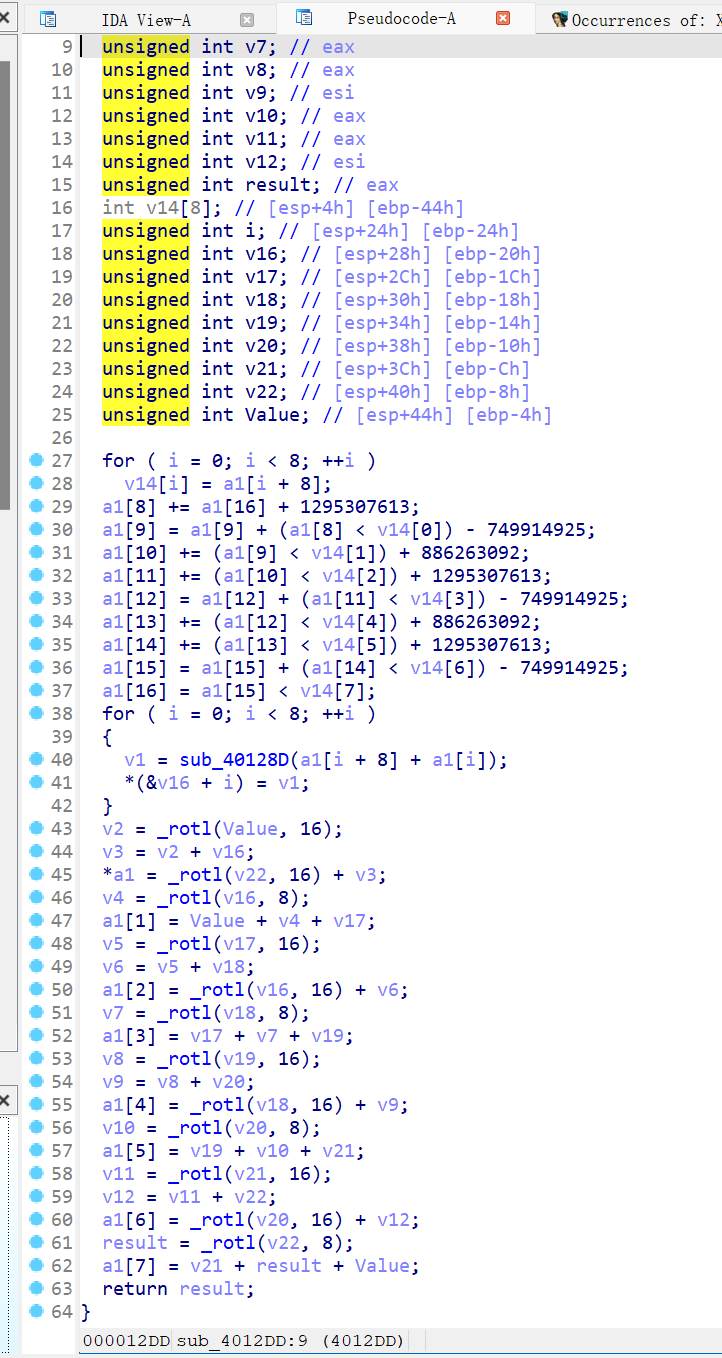 IDA View-A Pseudocode-A Occurrences of: X
9 unsigned int v7; // eax
10 unsigned int v8; // eax
11 unsigned int v9; // esi
12 unsigned int v10; // eax
13 unsigned int v11; // eax
14 unsigned int v12; // esi
15 unsigned int result; // eax
16 int v14[8]; // [esp+4h] [ebp-44h]
17 unsigned int i; // [esp+24h] [ebp-24h]
18 unsigned int v16; // [esp+28h] [ebp-20h]
19 unsigned int v17; // [esp+2Ch] [ebp-1Ch]
20 unsigned int v18; // [esp+30h] [ebp-18h]
21 unsigned int v19; // [esp+34h] [ebp-14h]
22 unsigned int v20; // [esp+38h] [ebp-10h]
23 unsigned int v21; // [esp+3Ch] [ebp-Ch]
24 unsigned int v22; // [esp+40h] [ebp-8h]
25 unsigned int Value; // [esp+44h] [ebp-4h]
26
27 for ( i = 0; i < 8; ++i )
28 v14[i] = a1[i + 8];
29 a1[8] += a1[16] + 1295307613;
30 a1[9] = a1[9] + (a1[8] < v14[0]) - 749914925;
31 a1[10] += (a1[9] < v14[1]) + 886263092;
32 a1[11] += (a1[10] < v14[2]) + 1295307613;
33 a1[12] = a1[12] + (a1[11] < v14[3]) - 749914925;
34 a1[13] += (a1[12] < v14[4]) + 886263092;
35 a1[14] += (a1[13] < v14[5]) + 1295307613;
36 a1[15] = a1[15] + (a1[14] < v14[6]) - 749914925;
37 a1[16] = a1[15] < v14[7];
38 for ( i = 0; i < 8; ++i )
39 {
40 v1 = sub_40128D(a1[i + 8] + a1[i]);
41 *(&v16 + i) = v1;
42 }
43 v2 = _rotl(Value, 16);
44 v3 = v2 + v16;
45 *a1 = _rotl(v22, 16) + v3;
46 v4 = _rotl(v16, 8);
47 a1[1] = Value + v4 + v17;
48 v5 = _rotl(v17, 16);
49 v6 = v5 + v18;
50 a1[2] = _rotl(v16, 16) + v6;
51 v7 = _rotl(v18, 8);
52 a1[3] = v17 + v7 + v19;
53 v8 = _rotl(v19, 16);
54 v9 = v8 + v20;
55 a1[4] = _rotl(v18, 16) + v9;
56 v10 = _rotl(v20, 8);
57 a1[5] = v19 + v10 + v21;
58 v11 = _rotl(v21, 16);
59 v12 = v11 + v22;
60 a1[6] = _rotl(v20, 16) + v12;
61 result = _rotl(v22, 8);
62 a1[7] = v21 + result + Value;
63 return result;
64 }
000012DD sub_4012DD:9 (4012DD)